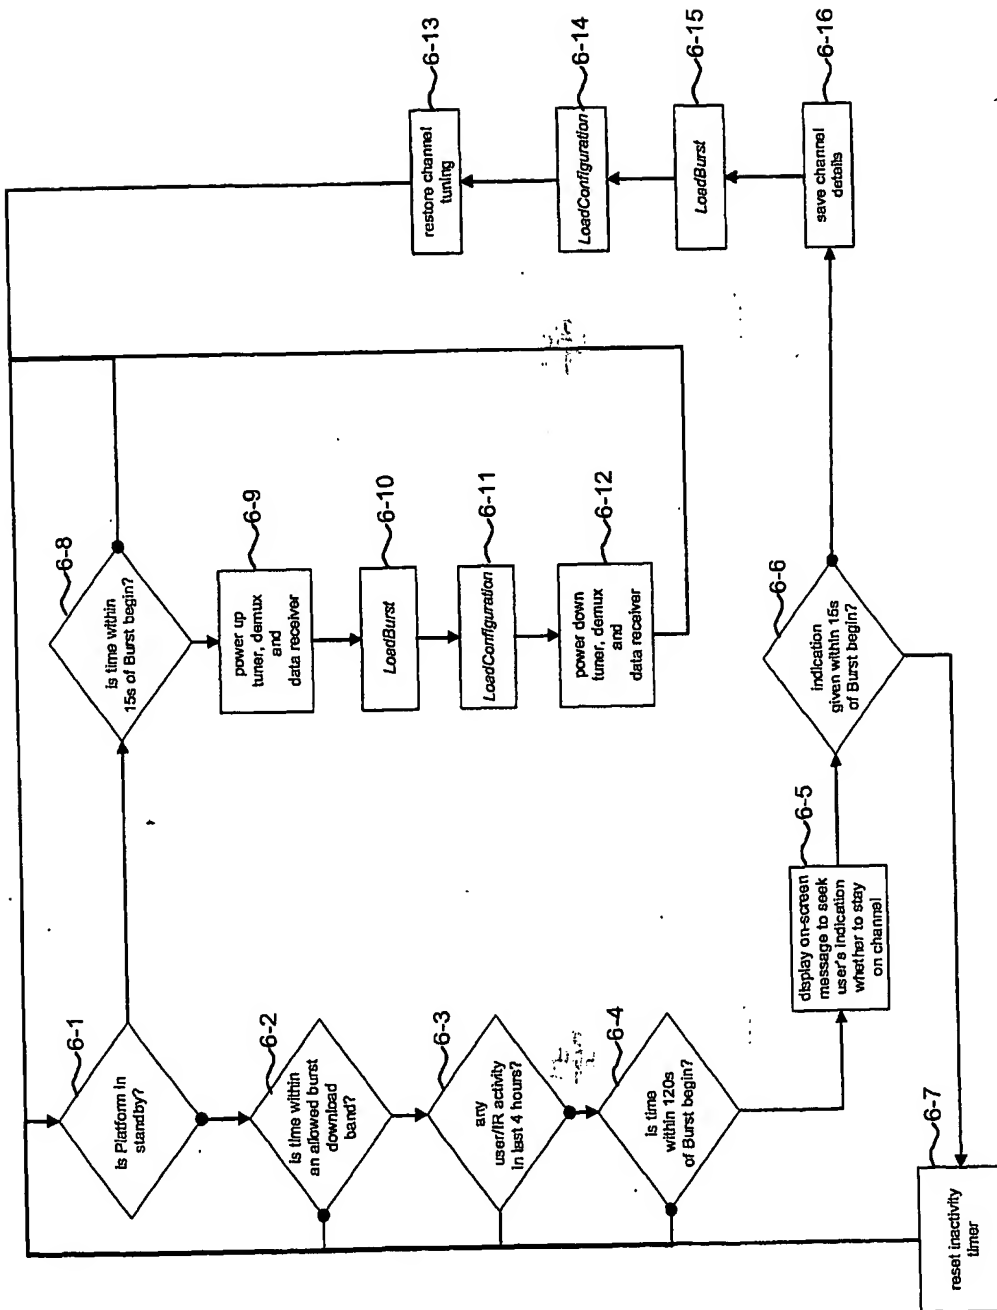 6-1
Is Platform In
standby?
6-2
is time within
an allowed burst
download
band?
6-3
any
user/IR activity
in last 4 hours?
6-4
is time
within 120s
of Burst begin?
6-5
display on-screen
message to seek
user's indication
whether to stay
on channel
6-6
indication
given within 15s
of Burst begin?
6-7
reset inactivity
timer
6-8
is time within
15s of Burst begin?
6-9
power up
tuner, demux
and
data receiver
6-10
LoadBurst
6-11
LoadConfiguration
6-12
power down
tuner, demux
and
data receiver
6-13
restore channel
tuning
6-14
LoadConfiguration
6-15
LoadBurst
6-16
save channel
details